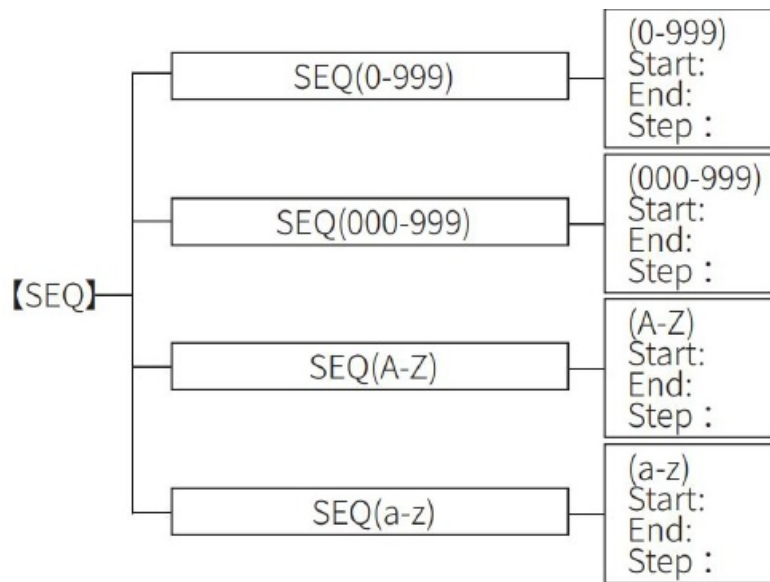 SEQ(0-999)
(0-999)
Start:
End:
Step：
SEQ(000-999)
(000-999)
Start:
End:
Step：
【SEQ】
SEQ(A-Z)
(A-Z)
Start:
End:
Step：
SEQ(a-z)
(a-z)
Start:
End:
Step：